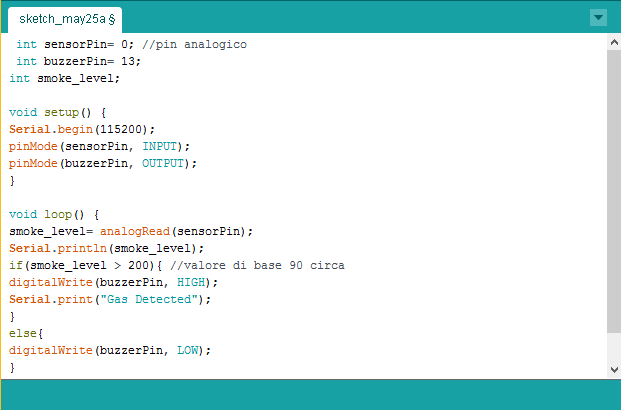 sketch_may25a §
int sensorPin= 0; //pin analogico
int buzzerPin= 13;
int smoke_level;
void setup() {
Serial.begin(115200);
pinMode(sensorPin, INPUT);
pinMode(buzzerPin, OUTPUT);
}
void loop() {
smoke_level= analogRead(sensorPin);
Serial.println(smoke_level);
if(smoke_level > 200){ //valore di base 90 circa
digitalWrite(buzzerPin, HIGH);
Serial.print("Gas Detected");
}
else{
digitalWrite(buzzerPin, LOW);
}